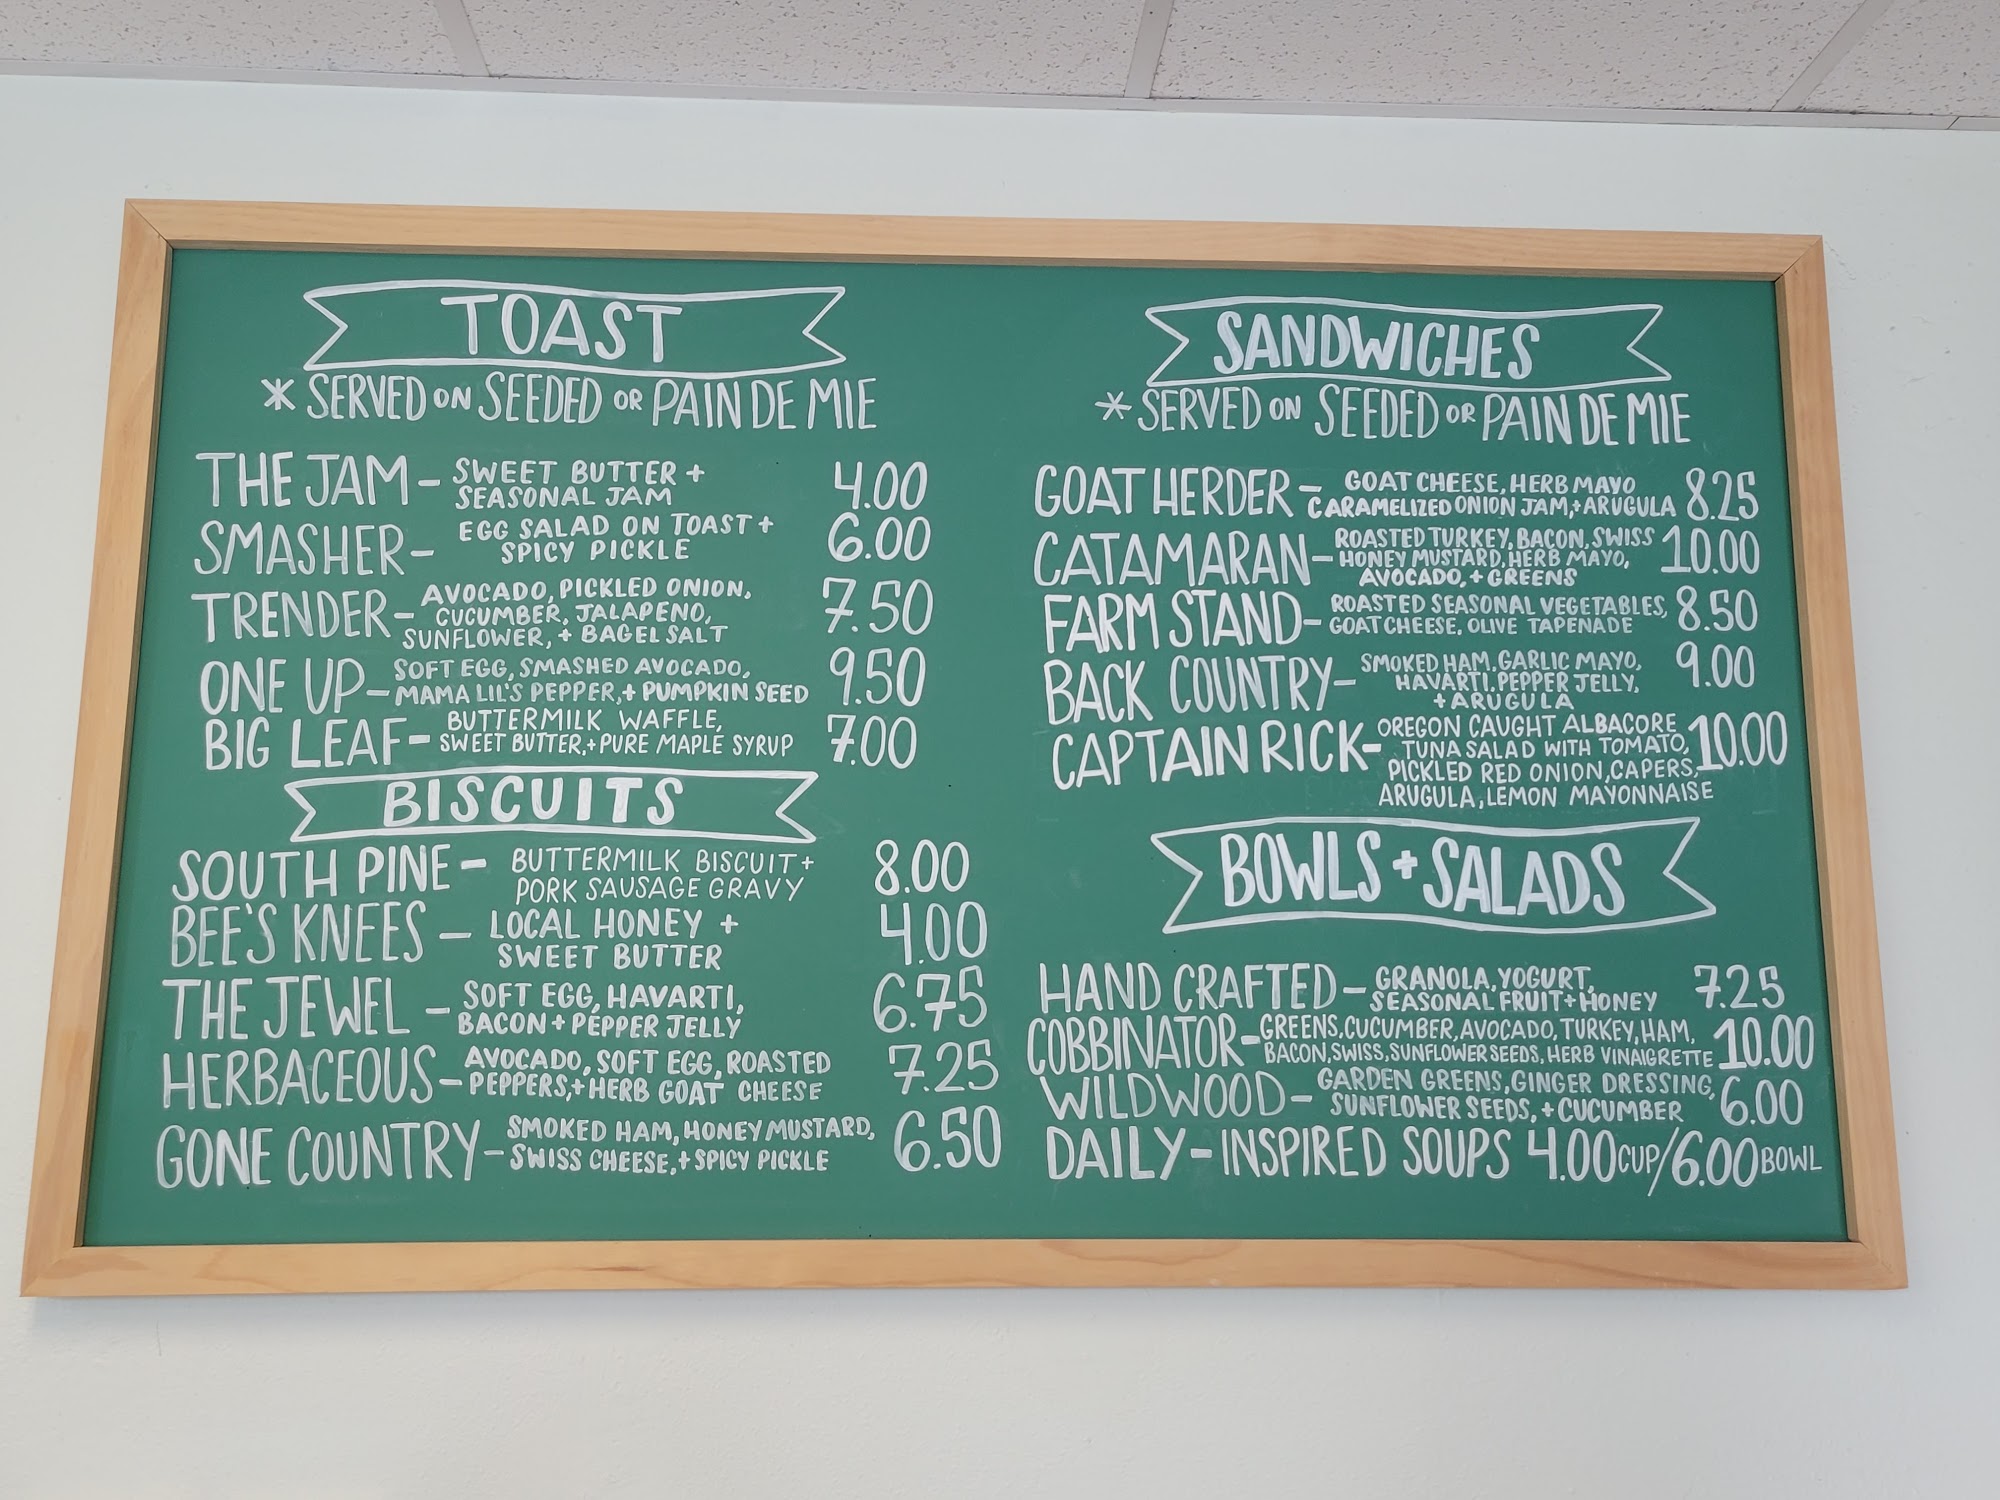 TOAST
* SERVED ON SEEDED OR PAIN DE MIE
THE JAM - SWEET BUTTER +
SEASONAL JAM 4.00
SMASHER - EGG SALAD ON TOAST +
SPICY PICKLE 6.00
TRENDER - AVOCADO, PICKLED ONION,
CUCUMBER, JALAPENO,
SUNFLOWER, + BAGEL SALT 7.50
ONE UP - SOFT EGG, SMASHED AVOCADO,
MAMA LIL'S PEPPER, + PUMPKIN SEED 9.50
BIG LEAF - BUTTERMILK WAFFLE,
SWEET BUTTER, + PURE MAPLE SYRUP 7.00
BISCUITS
SOUTH PINE - BUTTERMILK BISCUIT +
PORK SAUSAGE GRAVY 8.00
BEE'S KNEES - LOCAL HONEY +
SWEET BUTTER 4.00
THE JEWEL - SOFT EGG, HAVARTI,
BACON + PEPPER JELLY 6.75
HERBACEOUS - AVOCADO, SOFT EGG, ROASTED
PEPPERS, + HERB GOAT CHEESE 7.25
GONE COUNTRY - SMOKED HAM, HONEY MUSTARD,
SWISS CHEESE, + SPICY PICKLE 6.50
SANDWICHES
* SERVED ON SEEDED OR PAIN DE MIE
GOAT HERDER - GOAT CHEESE, HERB MAYO
CARAMELIZED ONION JAM, + ARUGULA 8.25
CATAMARAN - ROASTED TURKEY, BACON, SWISS
HONEY MUSTARD, HERB MAYO,
AVOCADO, + GREENS 10.00
FARM STAND - ROASTED SEASONAL VEGETABLES,
GOAT CHEESE, OLIVE TAPENADE 8.50
BACK COUNTRY - SMOKED HAM, GARLIC MAYO,
HAVARTI, PEPPER JELLY,
+ ARUGULA 9.00
CAPTAIN RICK - OREGON CAUGHT ALBACORE
TUNA SALAD WITH TOMATO,
PICKLED RED ONION, CAPERS,
ARUGULA, LEMON MAYONNAISE 10.00
BOWLS + SALADS
HAND CRAFTED - GRANOLA, YOGURT,
SEASONAL FRUIT + HONEY 7.25
COBBINATOR - GREENS, CUCUMBER, AVOCADO, TURKEY, HAM,
BACON, SWISS, SUNFLOWER SEEDS, HERB VINAIGRETTE 10.00
WILDWOOD - GARDEN GREENS, GINGER DRESSING,
SUNFLOWER SEEDS, + CUCUMBER 6.00
DAILY - INSPIRED SOUPS 4.00 CUP/6.00 BOWL